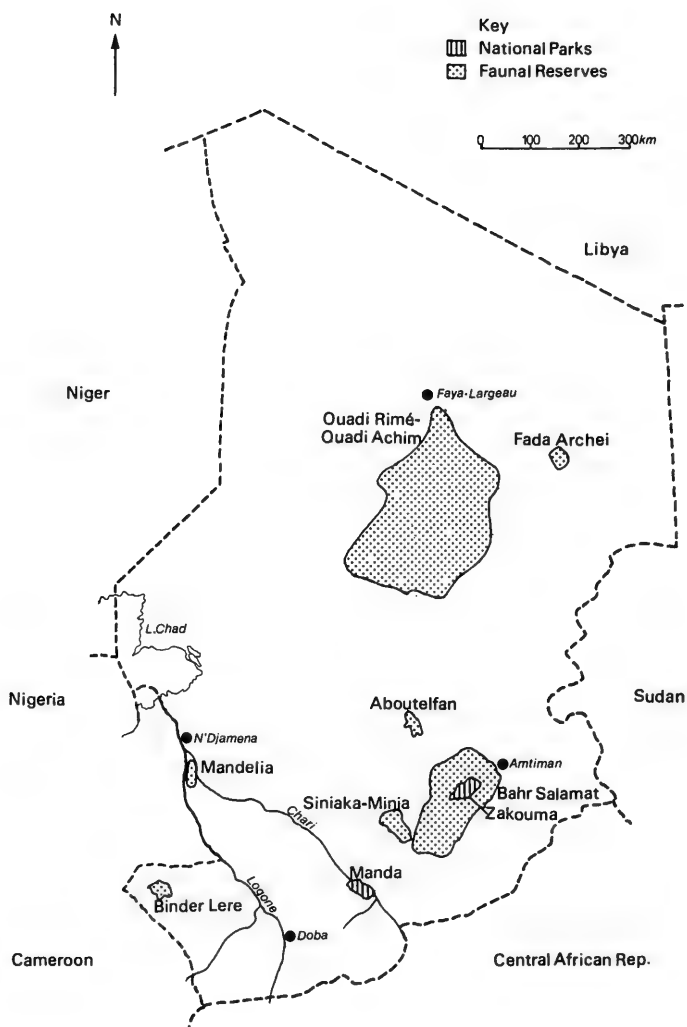 N
Key
National Parks
Faunal Reserves
0 100 200 300km
Libya
Niger
Faya-Largeau
Ouadi Rimé-
Ouadi Achim
Fada Archei
L.Chad
Nigeria
Sudan
Aboutelfan
N'Djamena
Mandelia
Amtiman
Bahr Salamat
Zakouma
Siniaka-Minia
Chari
Manda
Binder Lere
Logone
Doba
Cameroon
Central African Rep.